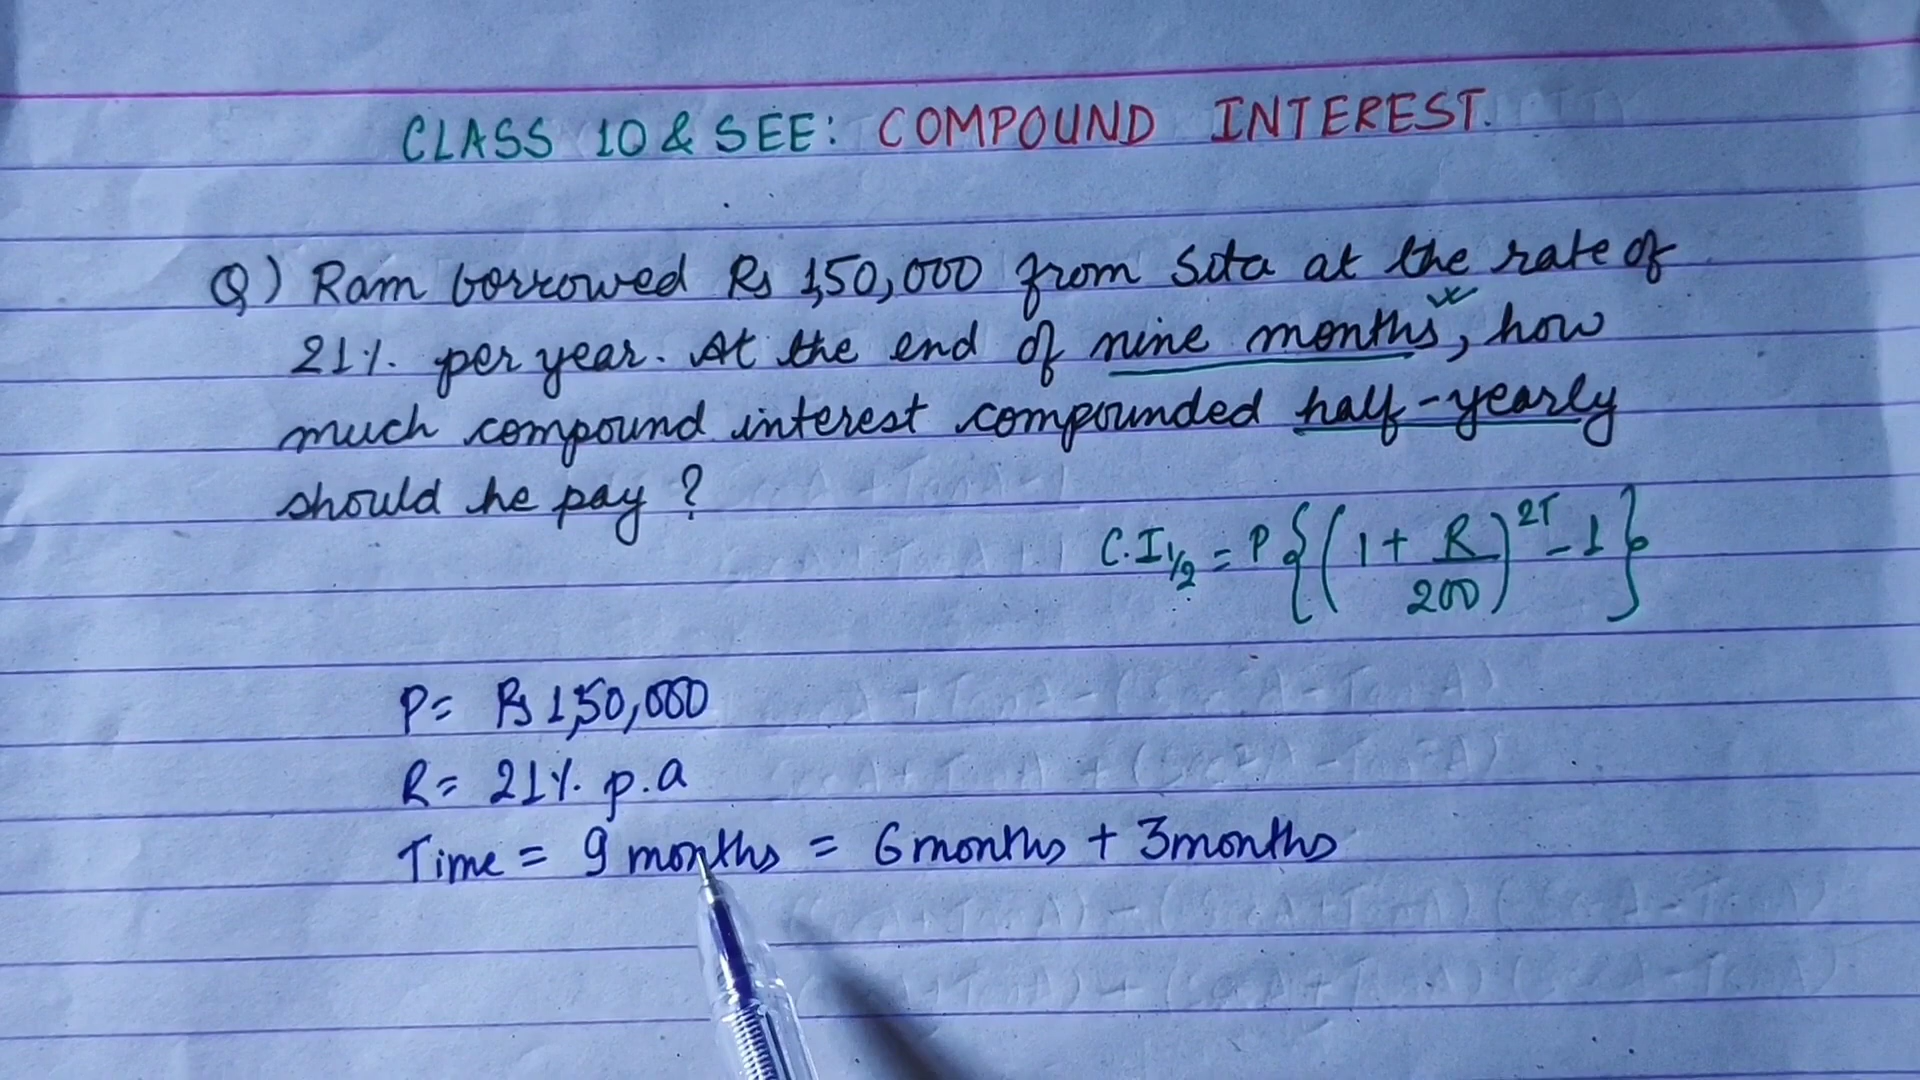 CLASS 10 & SEE: COMPOUND INTEREST.
Q) Ram borrowed Rs 1,50,000 from Sita at the rate of
21%. per year. At the end of nine months, how
much compound interest compounded half-yearly
should he pay?
C.I½ = P{(1 + R/200)^2T - 1}
P= Rs 1,50,000
R= 21%. p.a
Time = 9 months = 6 months + 3 months